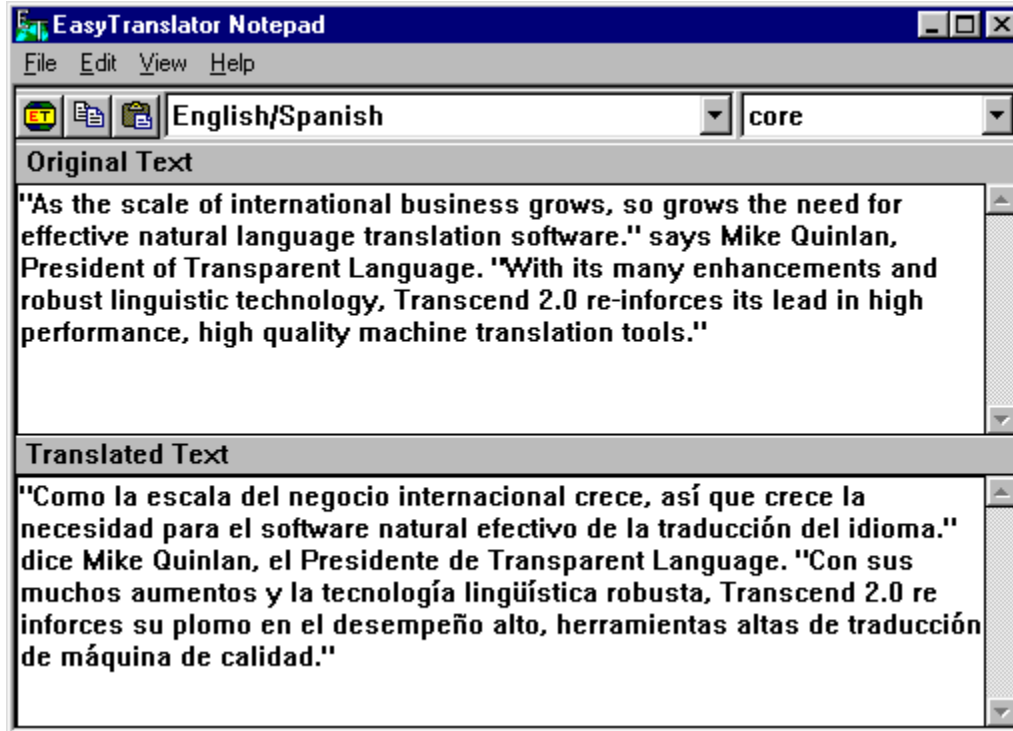 EasyTranslator Notepad
File Edit View Help
ET English/Spanish core
Original Text
"As the scale of international business grows, so grows the need for
effective natural language translation software." says Mike Quinlan,
President of Transparent Language. "With its many enhancements and
robust linguistic technology, Transcend 2.0 re-inforces its lead in high
performance, high quality machine translation tools."
Translated Text
"Como la escala del negocio internacional crece, así que crece la
necesidad para el software natural efectivo de la traducción del idioma."
dice Mike Quinlan, el Presidente de Transparent Language. "Con sus
muchos aumentos y la tecnología lingüística robusta, Transcend 2.0 re
inforces su plomo en el desempeño alto, herramientas altas de traducción
de máquina de calidad."